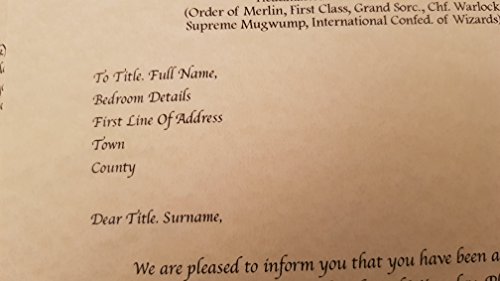 (Order of Merlin, First Class, Grand Sorc., Chf. Warlock
Supreme Mugwump, International Confed. of Wizards)
To Title. Full Name,
Bedroom Details
First Line Of Address
Town
County
Dear Title. Surname,
We are pleased to inform you that you have been a